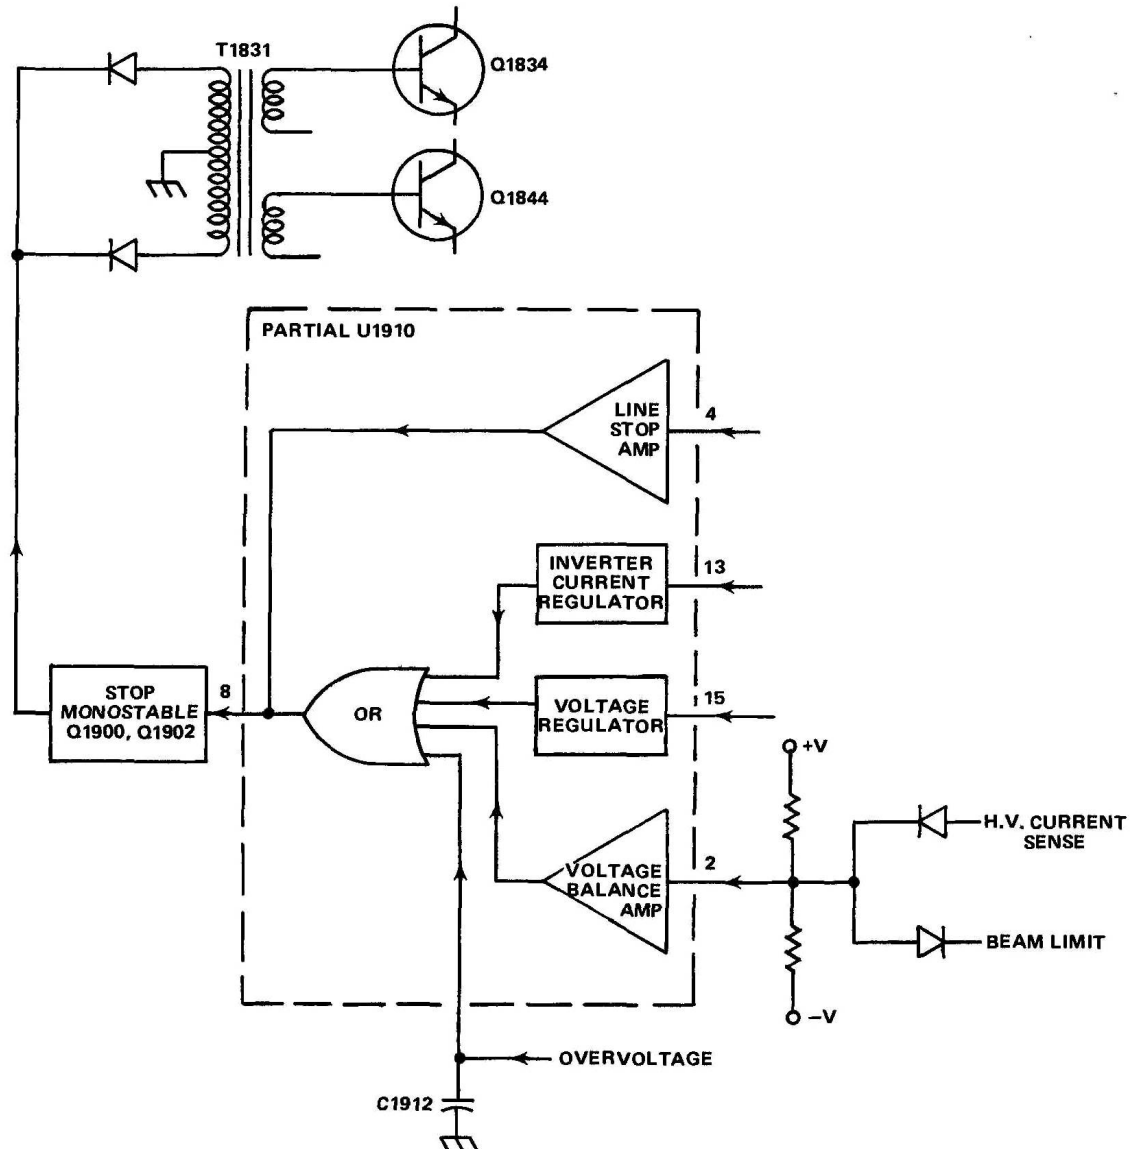 T1831
Q1834
Q1844
PARTIAL U1910
LINE
STOP
AMP
4
INVERTER
CURRENT
REGULATOR
13
STOP
MONOSTABLE
Q1900, Q1902
8
OR
VOLTAGE
REGULATOR
15
+V
H.V. CURRENT
SENSE
VOLTAGE
BALANCE
AMP
2
BEAM LIMIT
−V
OVERVOLTAGE
C1912